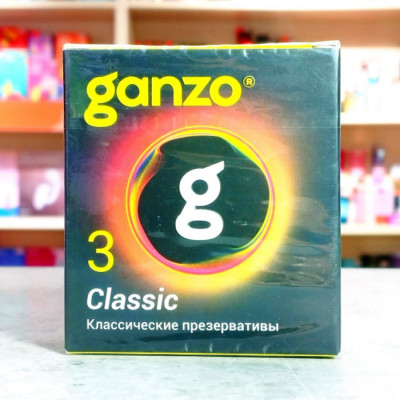 ganzo®
g
3
Classic
Классические презервативы